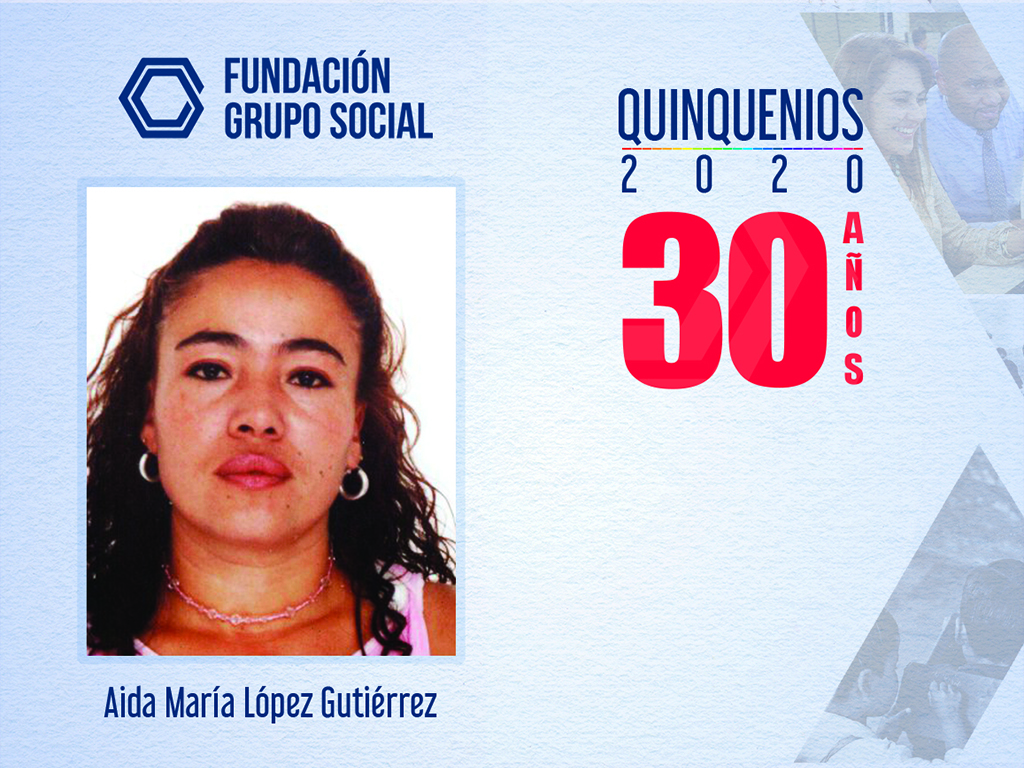 FUNDACIÓN
GRUPO SOCIAL
QUINQUENIOS
2020
30 AÑOS
Aida María López Gutiérrez